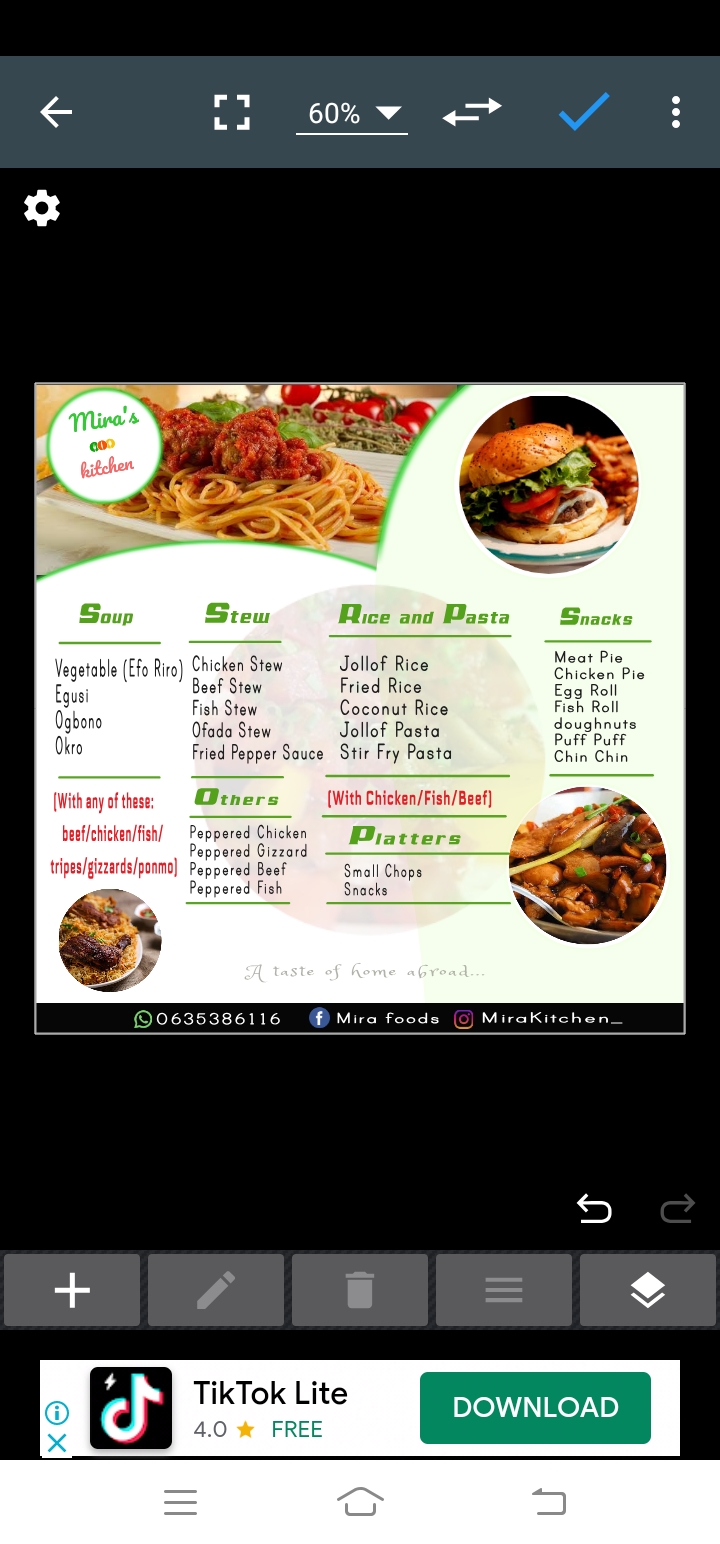 60%
Mira's
kitchen
Soup
Vegetable (Efo Riro)
Egusi
Ogbono
Okro
(With any of these:
beef/chicken/fish/
tripes/gizzards/ponmo)
Stew
Chicken Stew
Beef Stew
Fish Stew
Ofada Stew
Fried Pepper Sauce
Others
Peppered Chicken
Peppered Gizzard
Peppered Beef
Peppered Fish
Rice and Pasta
Jollof Rice
Fried Rice
Coconut Rice
Jollof Pasta
Stir Fry Pasta
(With Chicken/Fish/Beef)
Platters
Small Chops
Snacks
Snacks
Meat Pie
Chicken Pie
Egg Roll
Fish Roll
doughnuts
Puff Puff
Chin Chin
A taste of home abroad...
0635386116 Mira foods MiraKitchen_
TikTok Lite
4.0 FREE
DOWNLOAD